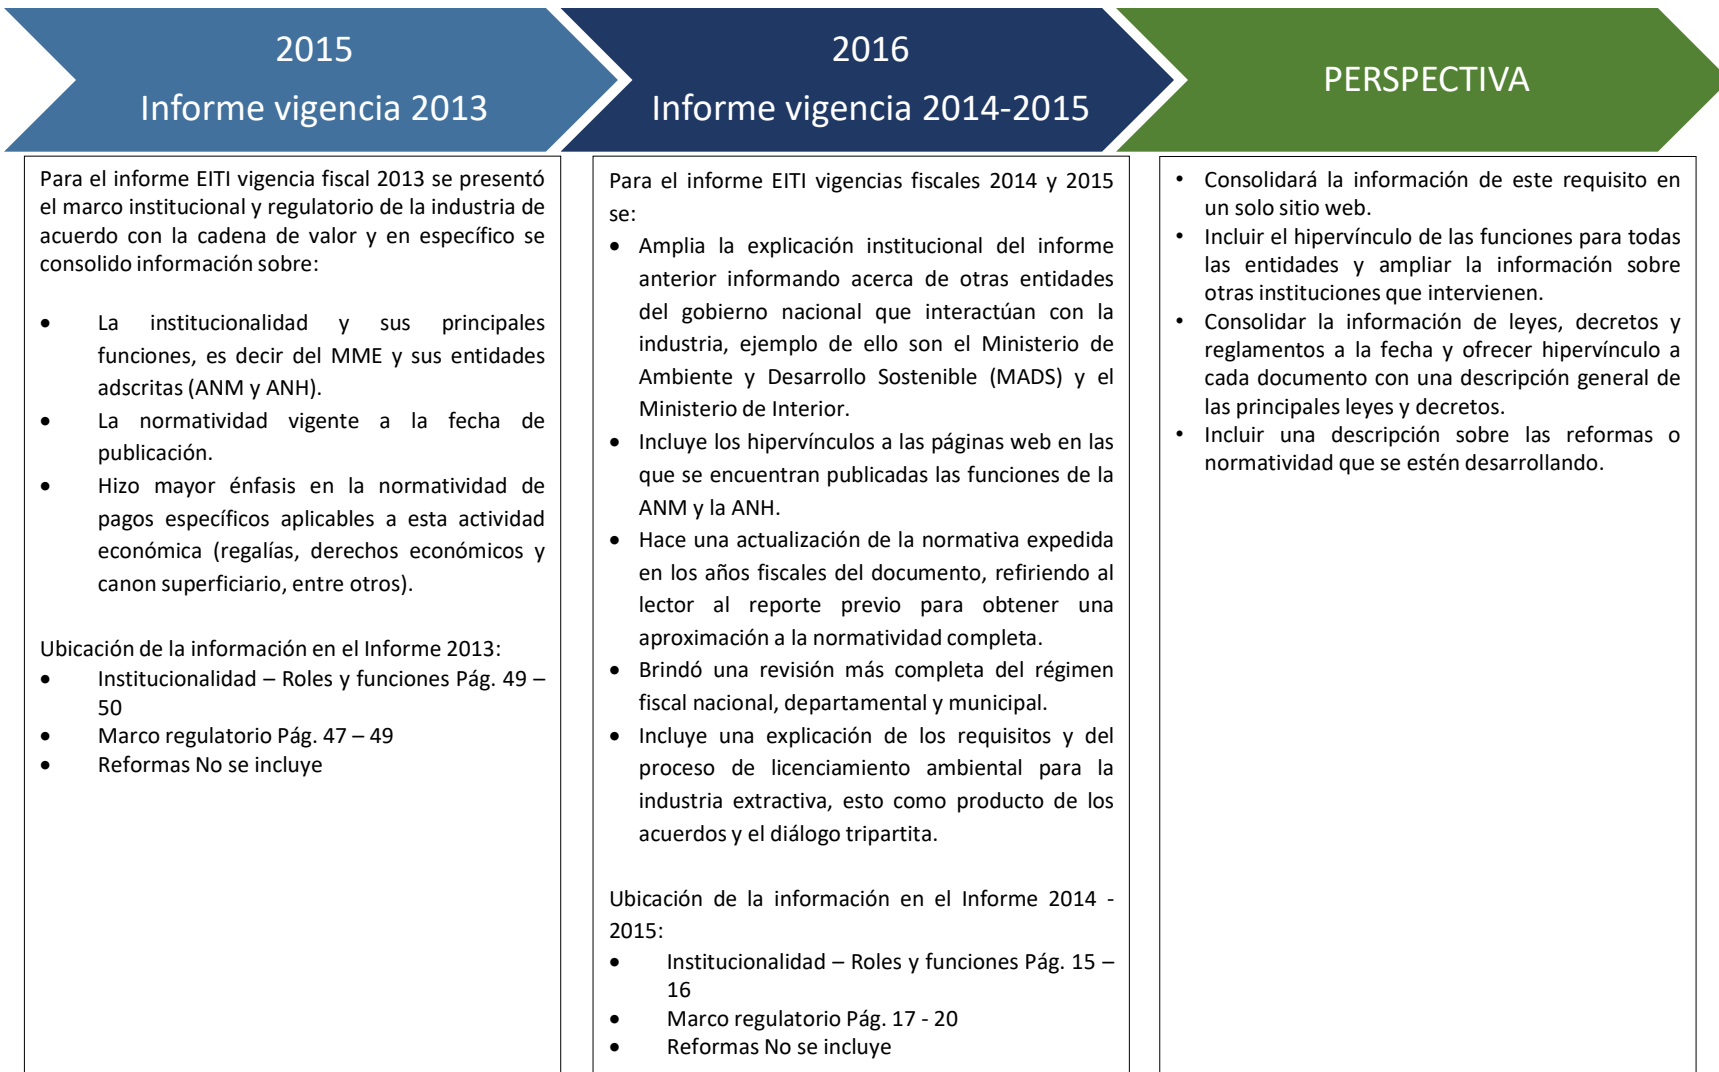 2015
Informe vigencia 2013
2016
Informe vigencia 2014-2015
PERSPECTIVA
Para el informe EITI vigencia fiscal 2013 se presentó
el marco institucional y regulatorio de la industria de
acuerdo con la cadena de valor y en específico se
consolido información sobre:
• La institucionalidad y sus principales
funciones, es decir del MME y sus entidades
adscritas (ANM y ANH).
• La normatividad vigente a la fecha de
publicación.
• Hizo mayor énfasis en la normatividad de
pagos específicos aplicables a esta actividad
económica (regalías, derechos económicos y
canon superficiario, entre otros).
Ubicación de la información en el Informe 2013:
• Institucionalidad – Roles y funciones Pág. 49 –
50
• Marco regulatorio Pág. 47 – 49
• Reformas No se incluye
Para el informe EITI vigencias fiscales 2014 y 2015
se:
• Amplia la explicación institucional del informe
anterior informando acerca de otras entidades
del gobierno nacional que interactúan con la
industria, ejemplo de ello son el Ministerio de
Ambiente y Desarrollo Sostenible (MADS) y el
Ministerio de Interior.
• Incluye los hipervínculos a las páginas web en las
que se encuentran publicadas las funciones de la
ANM y la ANH.
• Hace una actualización de la normativa expedida
en los años fiscales del documento, refiriendo al
lector al reporte previo para obtener una
aproximación a la normatividad completa.
• Brindó una revisión más completa del régimen
fiscal nacional, departamental y municipal.
• Incluye una explicación de los requisitos y del
proceso de licenciamiento ambiental para la
industria extractiva, esto como producto de los
acuerdos y el diálogo tripartita.
Ubicación de la información en el Informe 2014 -
2015:
• Institucionalidad – Roles y funciones Pág. 15 –
16
• Marco regulatorio Pág. 17 - 20
• Reformas No se incluye
• Consolidará la información de este requisito en
un solo sitio web.
• Incluir el hipervínculo de las funciones para todas
las entidades y ampliar la información sobre
otras instituciones que intervienen.
• Consolidar la información de leyes, decretos y
reglamentos a la fecha y ofrecer hipervínculo a
cada documento con una descripción general de
las principales leyes y decretos.
• Incluir una descripción sobre las reformas o
normatividad que se estén desarrollando.